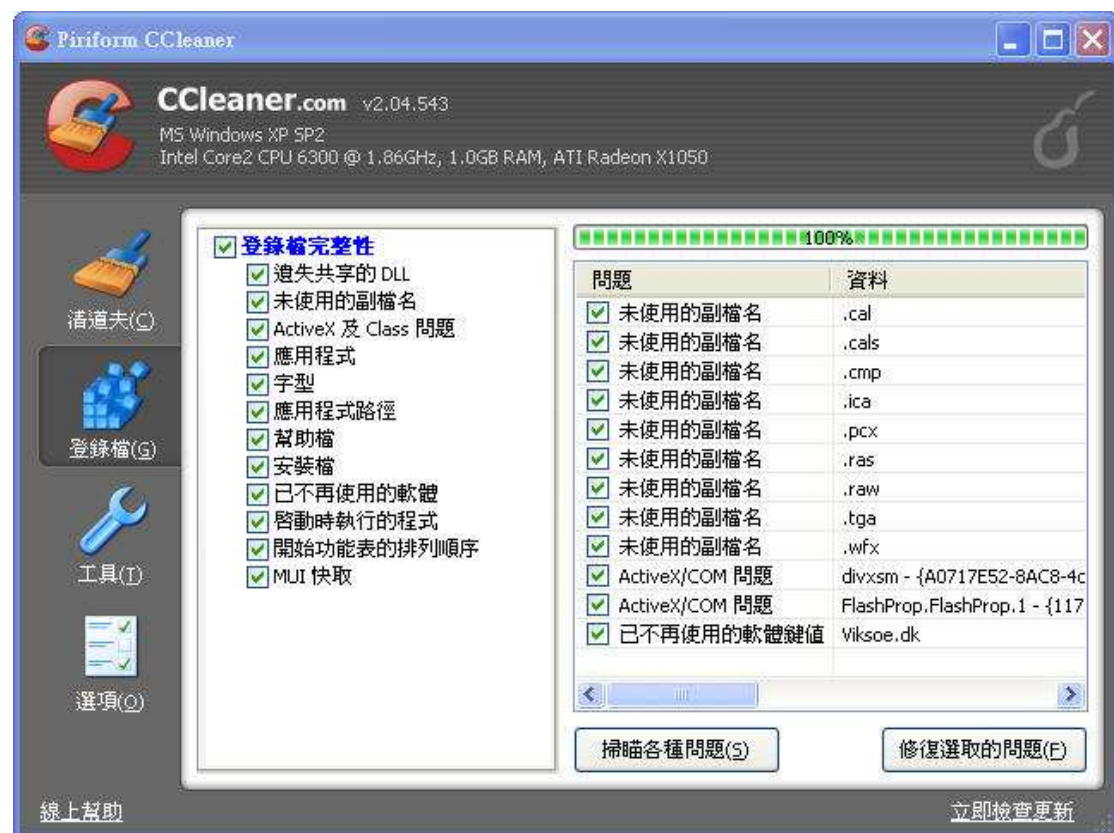 Piriform CCleaner
CCleaner.com v2.04.543
MS Windows XP SP2
Intel Core2 CPU 6300 @ 1.86GHz, 1.0GB RAM, ATI Radeon X1050
清道夫(C)
登錄檔(G)
工具(T)
選項(O)
登錄檔完整性
遺失共享的 DLL
未使用的副檔名
ActiveX 及 Class 問題
應用程式
字型
應用程式路徑
幫助檔
安裝檔
已不再使用的軟體
啓動時執行的程式
開始功能表的排列順序
MUI 快取
100%
問題 資料
未使用的副檔名 .cal
未使用的副檔名 .cals
未使用的副檔名 .cmp
未使用的副檔名 .ica
未使用的副檔名 .pcx
未使用的副檔名 .ras
未使用的副檔名 .raw
未使用的副檔名 .tga
未使用的副檔名 .wfx
ActiveX/COM 問題 divxsm - {A0717E52-8AC8-4c
ActiveX/COM 問題 FlashProp.FlashProp.1 - {117
已不再使用的軟體鍵值 Viksoe.dk
掃瞄各種問題(S) 修復選取的問題(F)
線上幫助 立即檢查更新